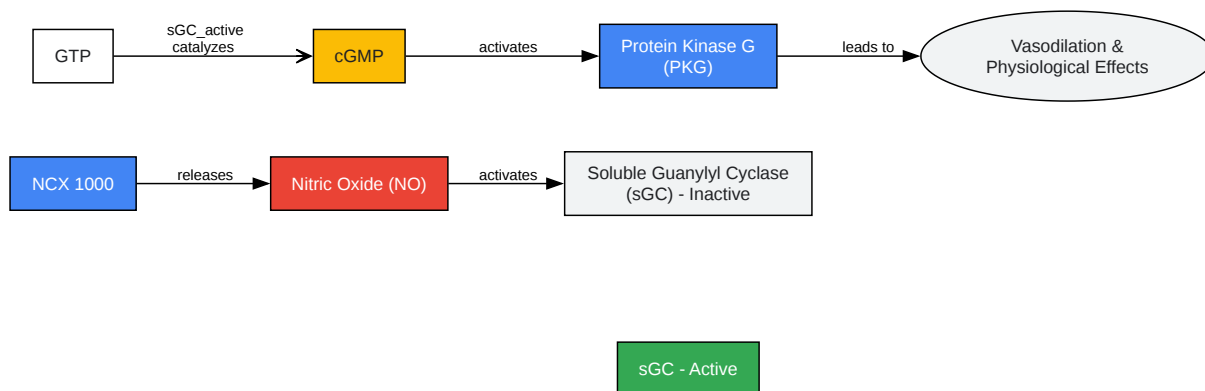 GTP
sGC_active
catalyzes
cGMP
activates
Protein Kinase G
(PKG)
leads to
Vasodilation &
Physiological Effects
NCX 1000
releases
Nitric Oxide (NO)
activates
Soluble Guanylyl Cyclase
(sGC) - Inactive
sGC - Active